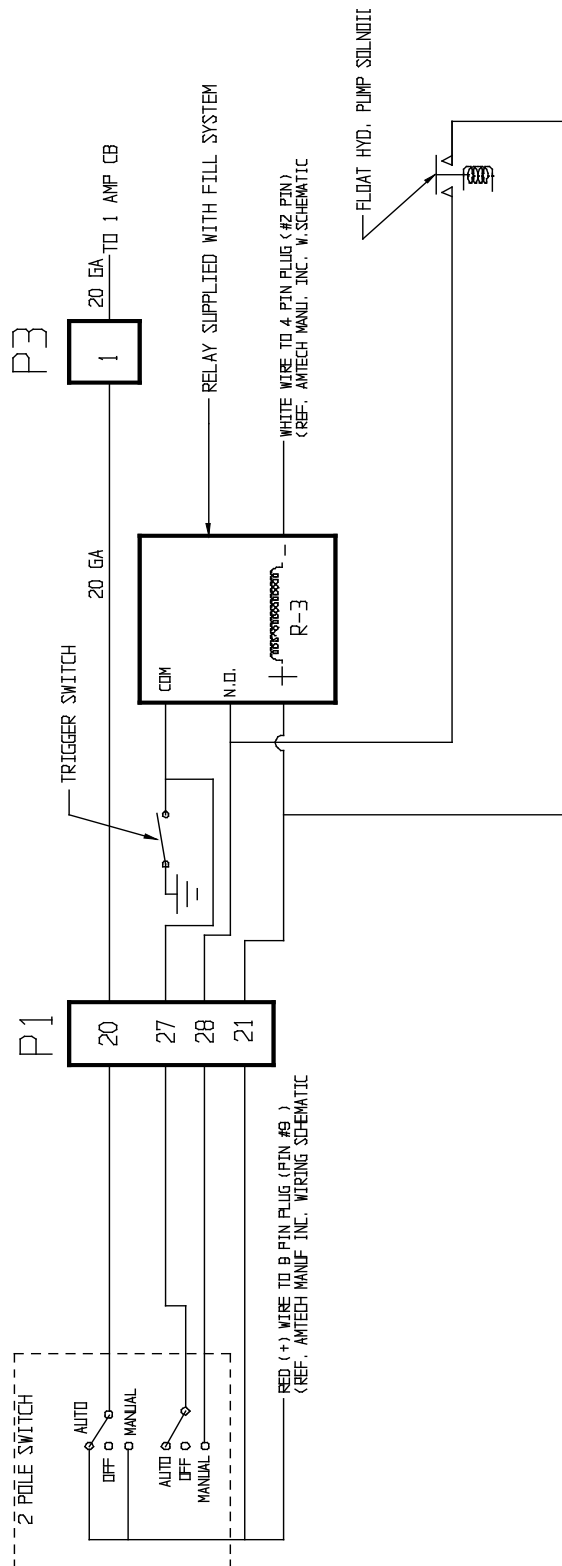 2 POLE SWITCH
AUTO
OFF
MANUAL
AUTO
OFF
MANUAL
RED (+) WIRE TO 9 PIN PLUG (PIN #9 )
(REF. AMTECH MANUF INC. WIRING SCHEMATIC
P1
20
27
28
21
TRIGGER SWITCH
20 GA
COM
N.O.
+
-
R-3
RELAY SUPPLIED WITH FILL SYSTEM
WHITE WIRE TO 4 PIN PLUG (#2 PIN)
(REF. AMTECH MANU. INC. W.SCHEMATIC
P3
1
20 GA
TO 1 AMP CB
FLOAT HYD. PUMP SOLNOI